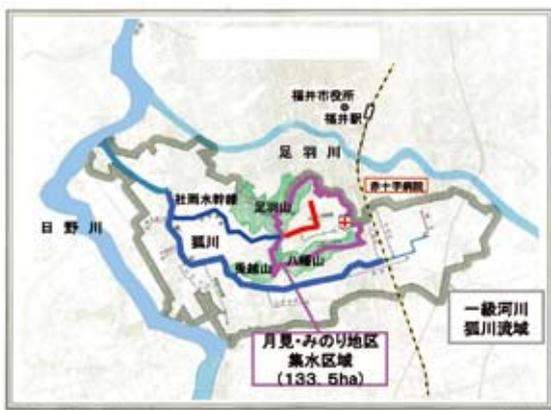 福井市役所
福井駅
足羽川
赤十字病院
社雨水幹線
足羽山
日野川
狐川
兎越山
八幡山
一級河川
狐川流域
月見・みのり地区
集水区域
(133.5ha)